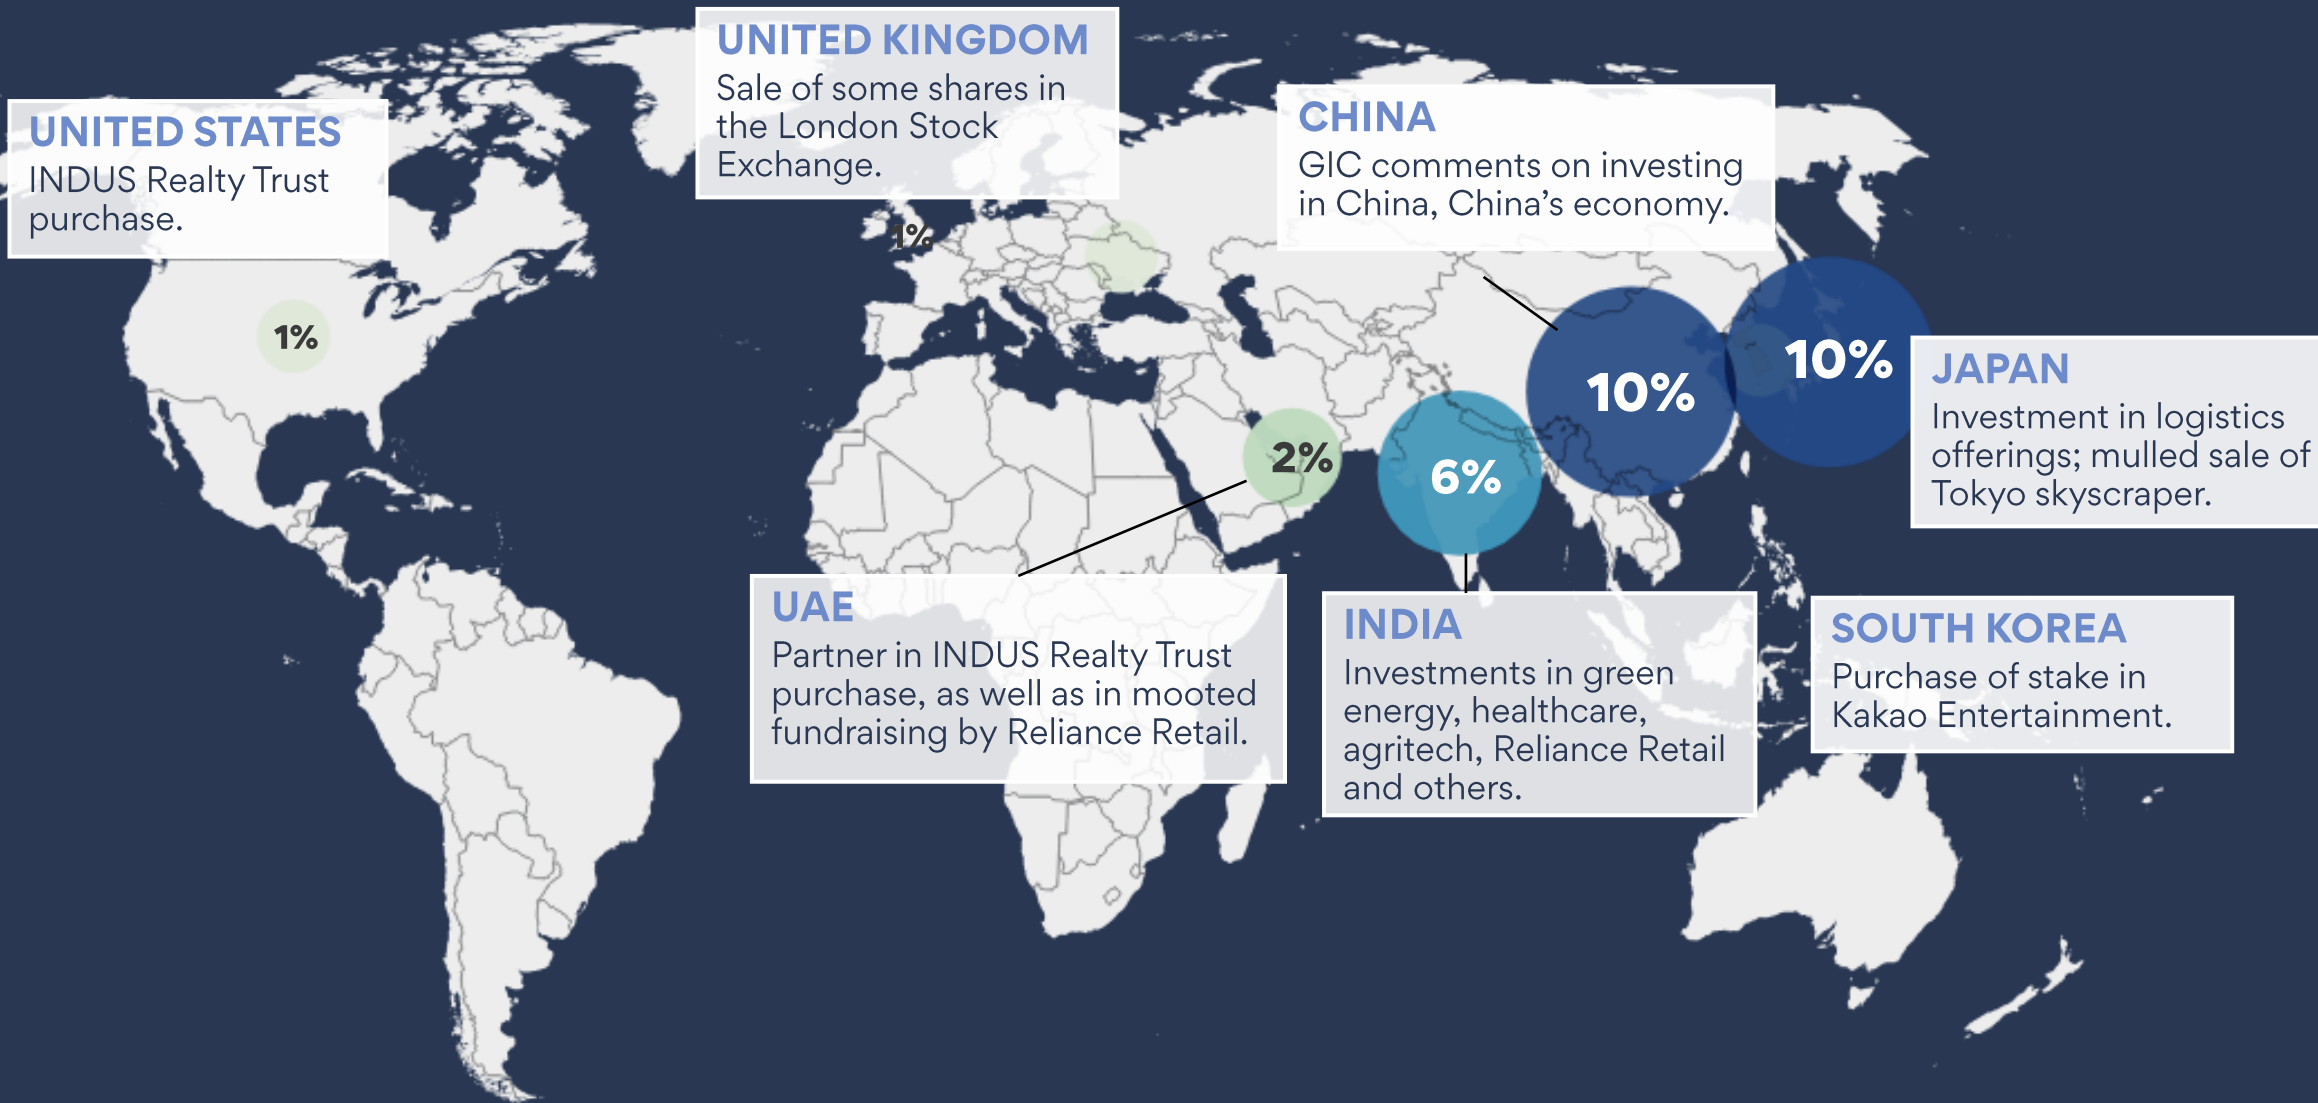 UNITED KINGDOM
Sale of some shares in
the London Stock
Exchange.
UNITED STATES
INDUS Realty Trust
purchase.
CHINA
GIC comments on investing
in China, China’s economy.
1%
1%
10%
10%
JAPAN
Investment in logistics
offerings; mulled sale of
Tokyo skyscraper.
2%
6%
UAE
Partner in INDUS Realty Trust
purchase, as well as in mooted
fundraising by Reliance Retail.
INDIA
Investments in green
energy, healthcare,
agritech, Reliance Retail
and others.
SOUTH KOREA
Purchase of stake in
Kakao Entertainment.